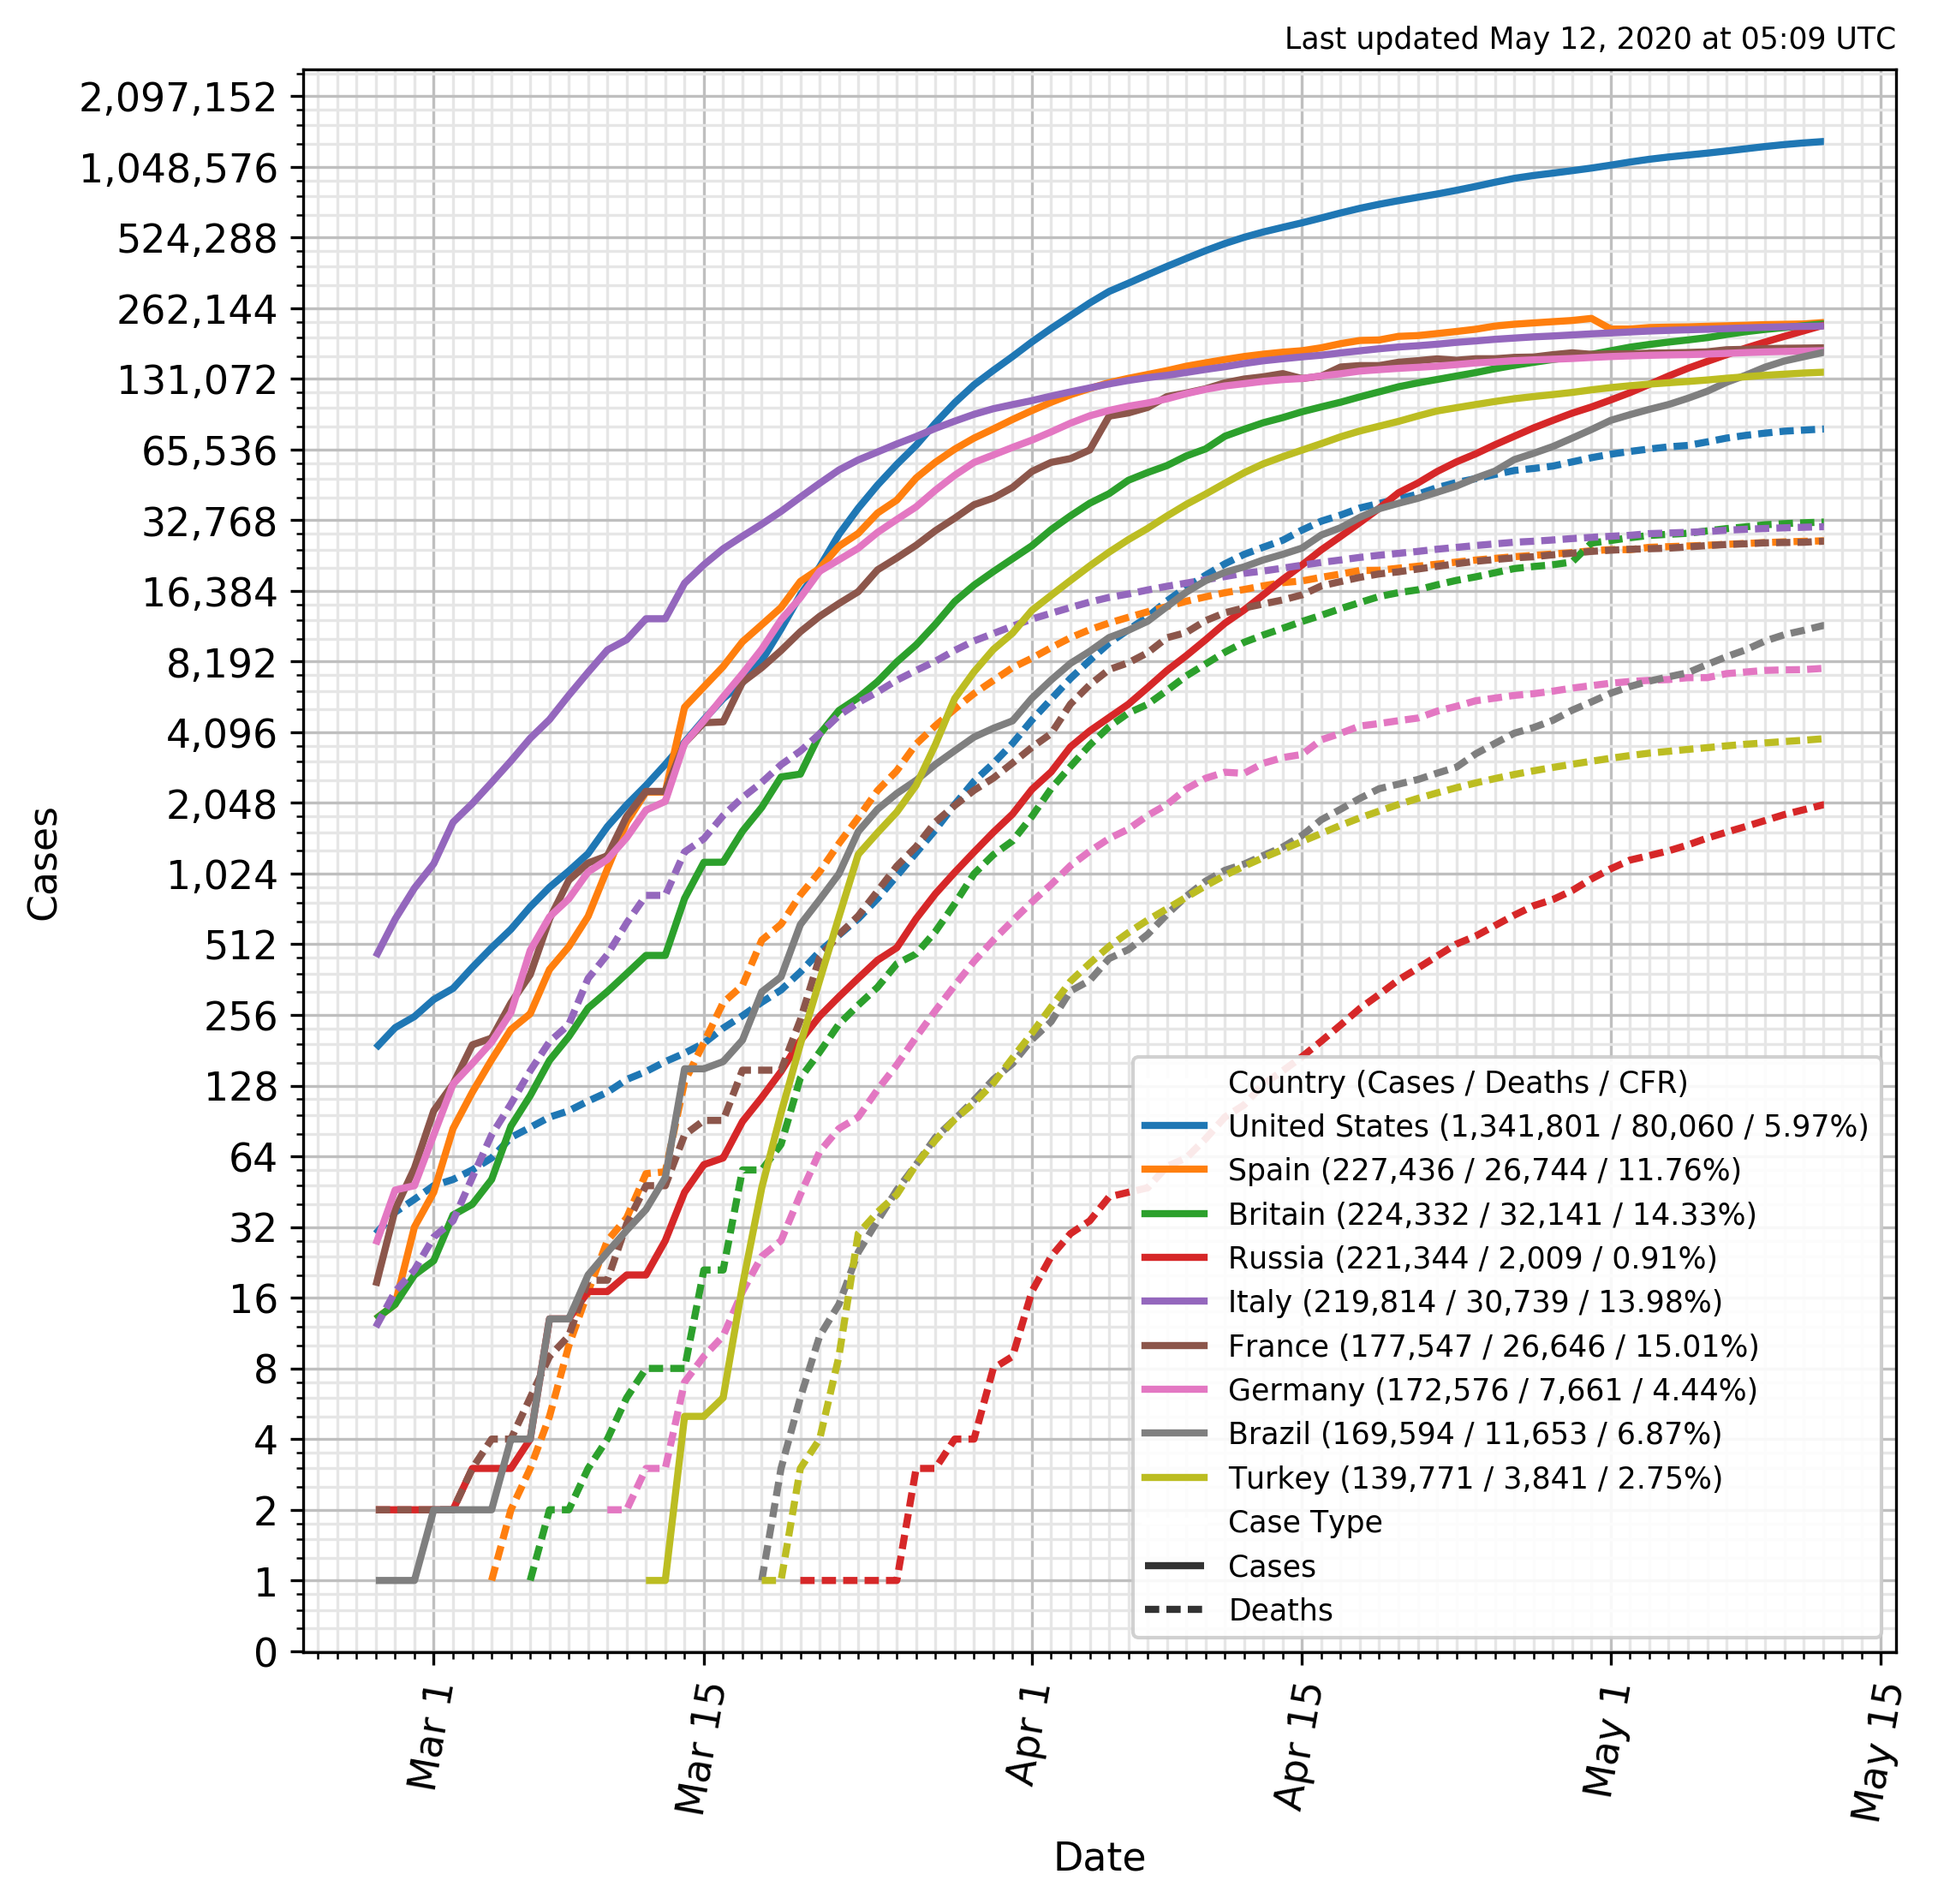 Last updated May 12, 2020 at 05:09 UTC
2,097,152
1,048,576
524,288
262,144
131,072
65,536
32,768
16,384
8,192
4,096
2,048
1,024
512
256
128
64
32
16
8
4
2
1
0
Cases
Country (Cases / Deaths / CFR)
United States (1,341,801 / 80,060 / 5.97%)
Spain (227,436 / 26,744 / 11.76%)
Britain (224,332 / 32,141 / 14.33%)
Russia (221,344 / 2,009 / 0.91%)
Italy (219,814 / 30,739 / 13.98%)
France (177,547 / 26,646 / 15.01%)
Germany (172,576 / 7,661 / 4.44%)
Brazil (169,594 / 11,653 / 6.87%)
Turkey (139,771 / 3,841 / 2.75%)
Case Type
Cases
Deaths
Mar 1
Mar 15
Apr 1
Apr 15
May 1
May 15
Date